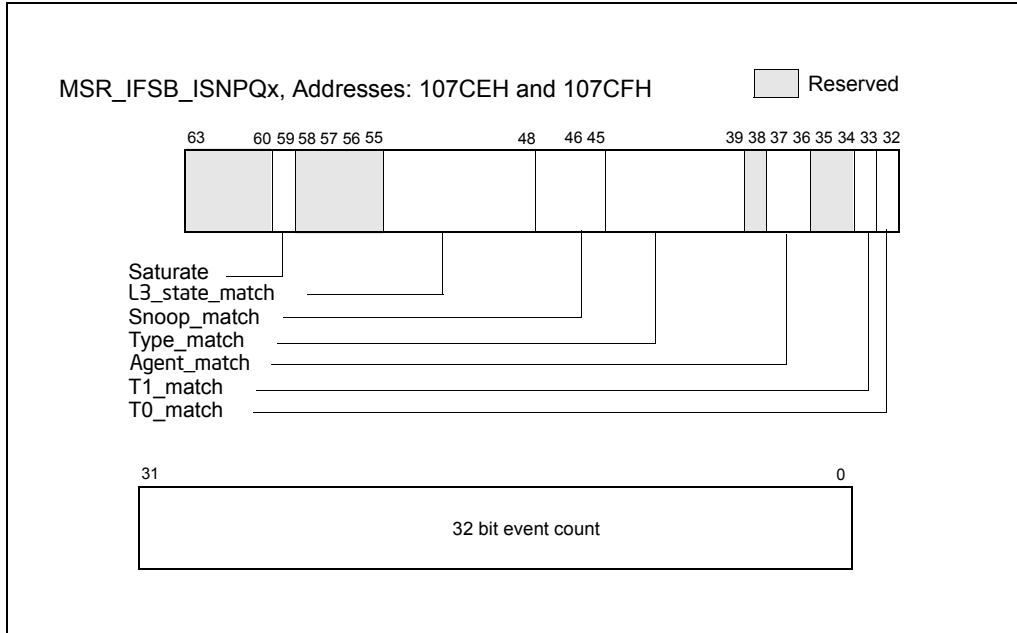 MSR_IFSB_ISNPQx, Addresses: 107CEH and 107CFH
Reserved
63 60 59 58 57 56 55 48 46 45 39 38 37 36 35 34 33 32
Saturate
L3_state_match
Snoop_match
Type_match
Agent_match
T1_match
T0_match
31 0
32 bit event count